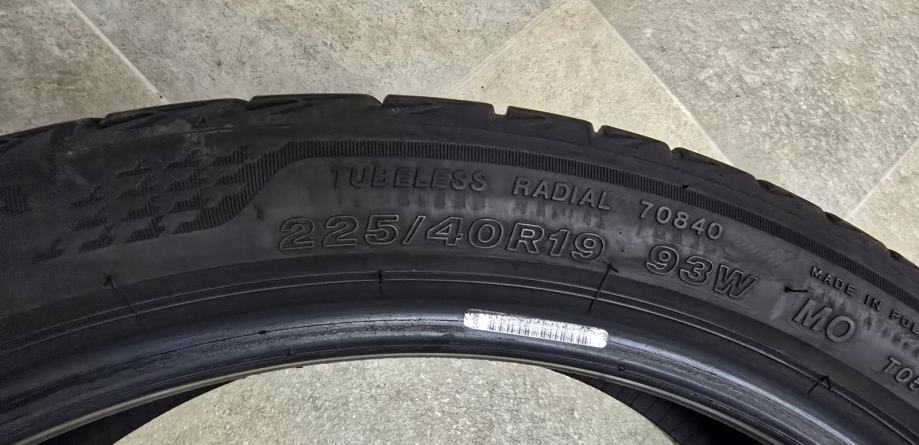 TUBELESS RADIAL 70840
225/40R19 93W
MADE IN
MO